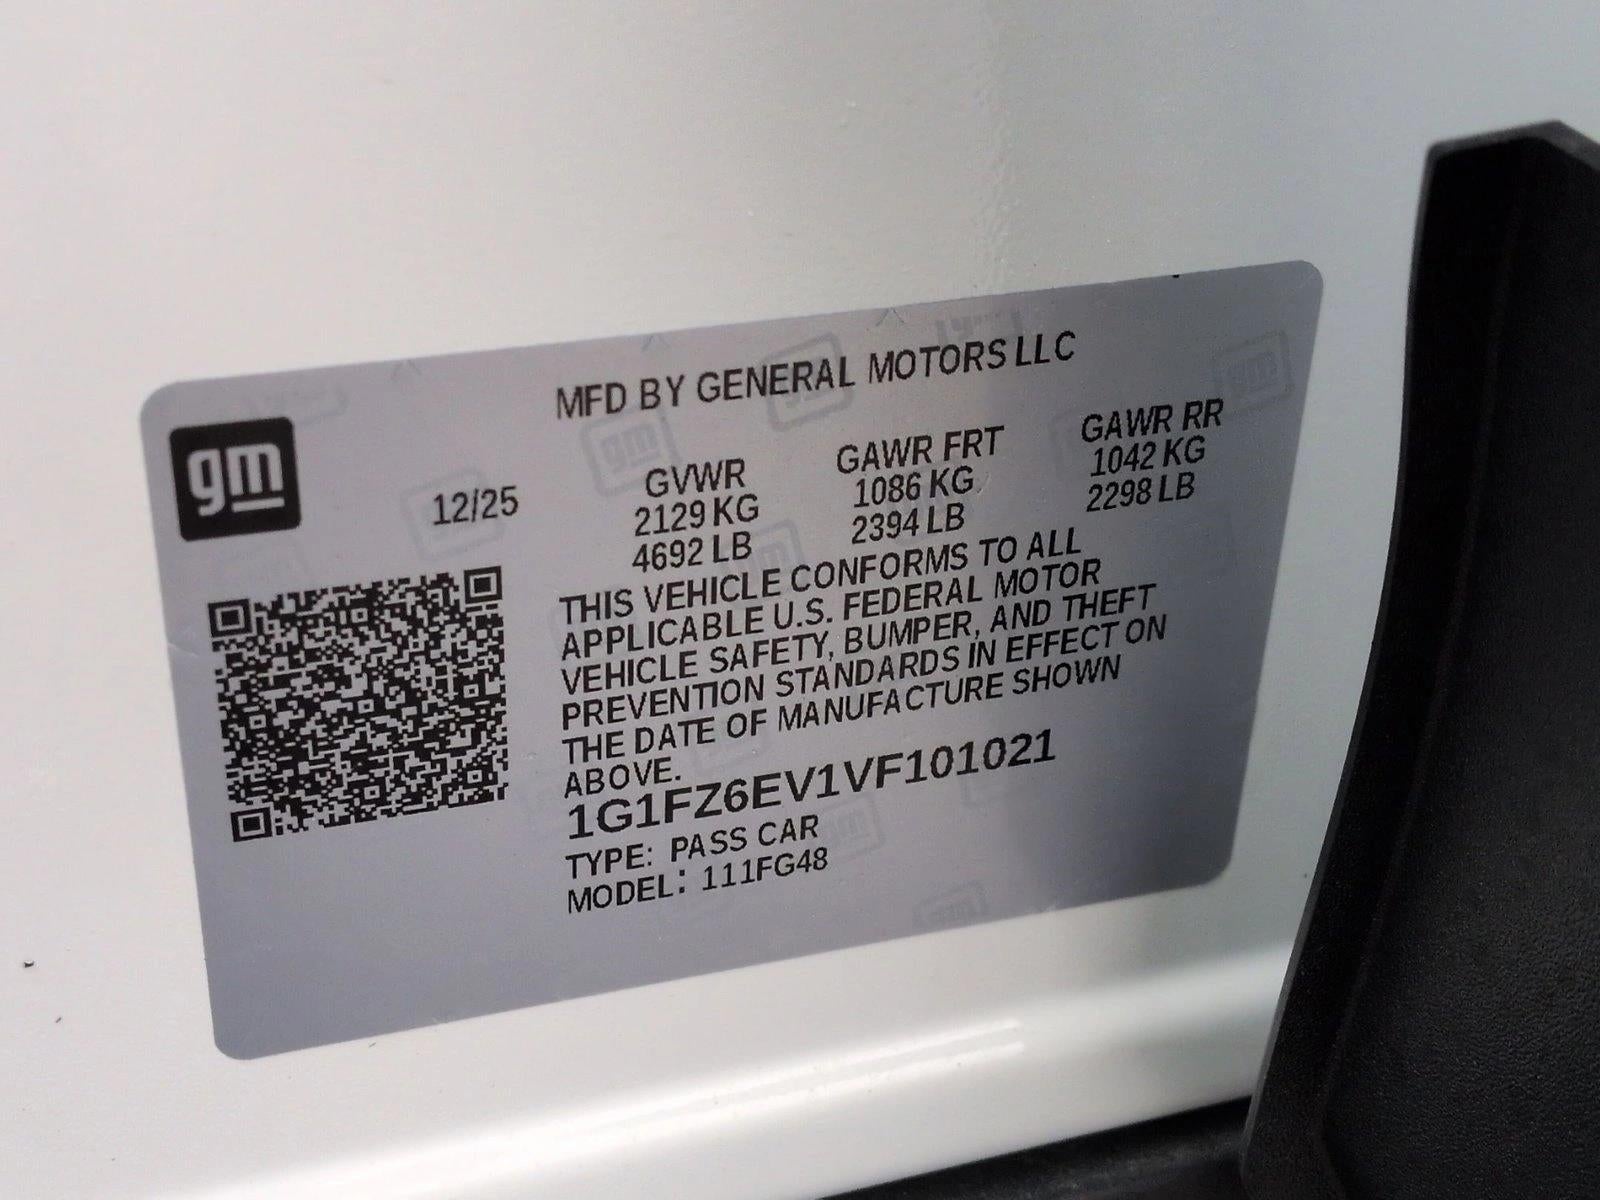 MFD BY GENERAL MOTORS LLC
gm
12/25
GVWR GAWR FRT GAWR RR
2129 KG 1086 KG 1042 KG
4692 LB 2394 LB 2298 LB
THIS VEHICLE CONFORMS TO ALL
APPLICABLE U.S. FEDERAL MOTOR
VEHICLE SAFETY, BUMPER, AND THEFT
PREVENTION STANDARDS IN EFFECT ON
THE DATE OF MANUFACTURE SHOWN
ABOVE.
1G1FZ6EV1VF101021
TYPE: PASS CAR
MODEL: 111FG48